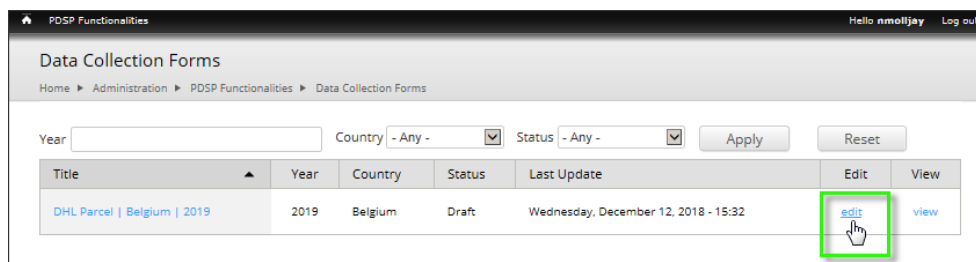 PDSP Functionalities Hello nmolljay Log out
Data Collection Forms
Home ▶ Administration ▶ PDSP Functionalities ▶ Data Collection Forms
Year Country - Any - Status - Any - Apply Reset
Title Year Country Status Last Update Edit View
DHL Parcel | Belgium | 2019 2019 Belgium Draft Wednesday, December 12, 2018 - 15:32 edit view